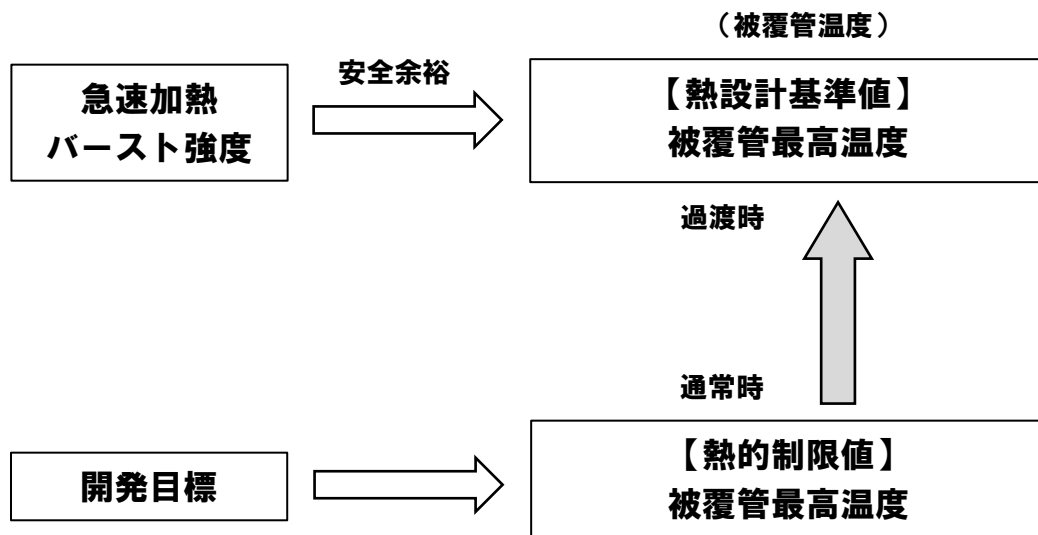 （被覆管温度）
急速加熱
バースト強度
安全余裕
【熱設計基準値】
被覆管最高温度
過渡時
通常時
開発目標
【熱的制限値】
被覆管最高温度